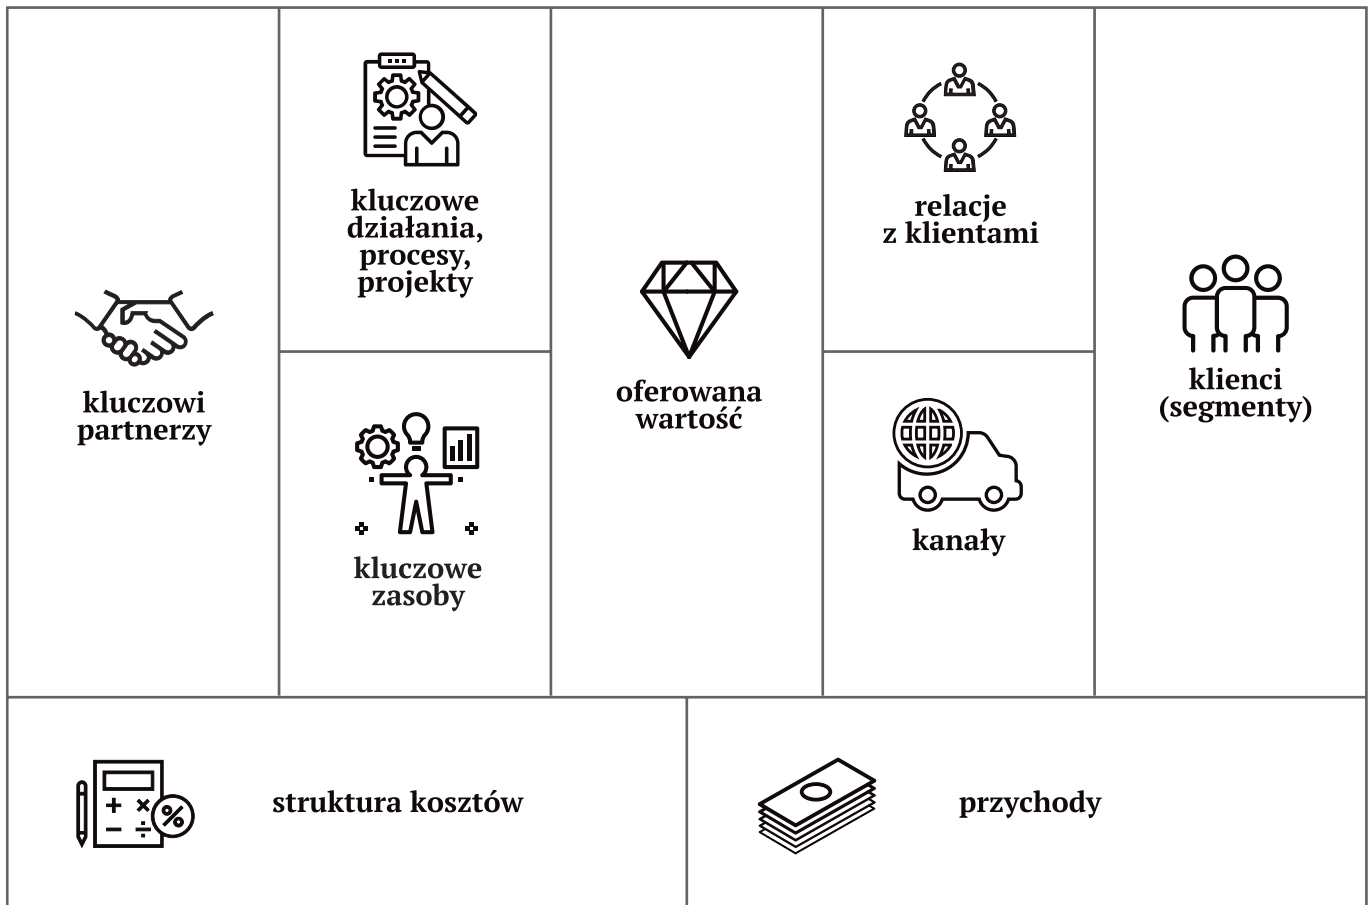 kluczowi
partnerzy
kluczowe
działania,
procesy,
projekty
kluczowe
zasoby
oferowana
wartość
relacje
z klientami
kanały
klienci
(segmenty)
struktura kosztów
przychody